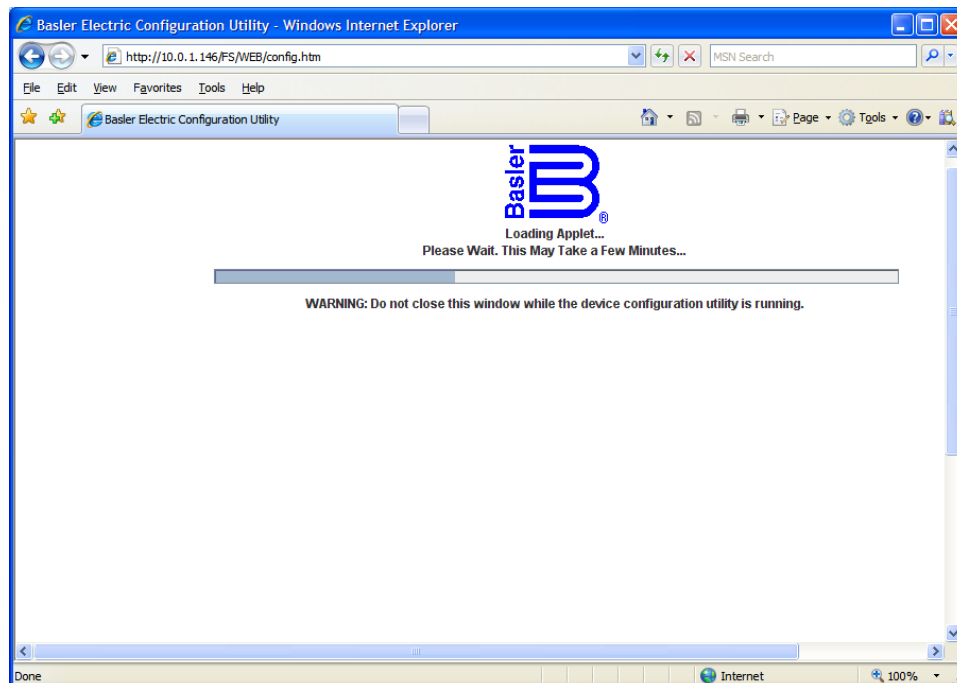 Basler Electric Configuration Utility - Windows Internet Explorer
http://10.0.1.146/FS/WEB/config.htm
MSN Search
File Edit View Favorites Tools Help
Basler Electric Configuration Utility
Page Tools
Basler
B
®
Loading Applet...
Please Wait. This May Take a Few Minutes...
WARNING: Do not close this window while the device configuration utility is running.
Done Internet 100%